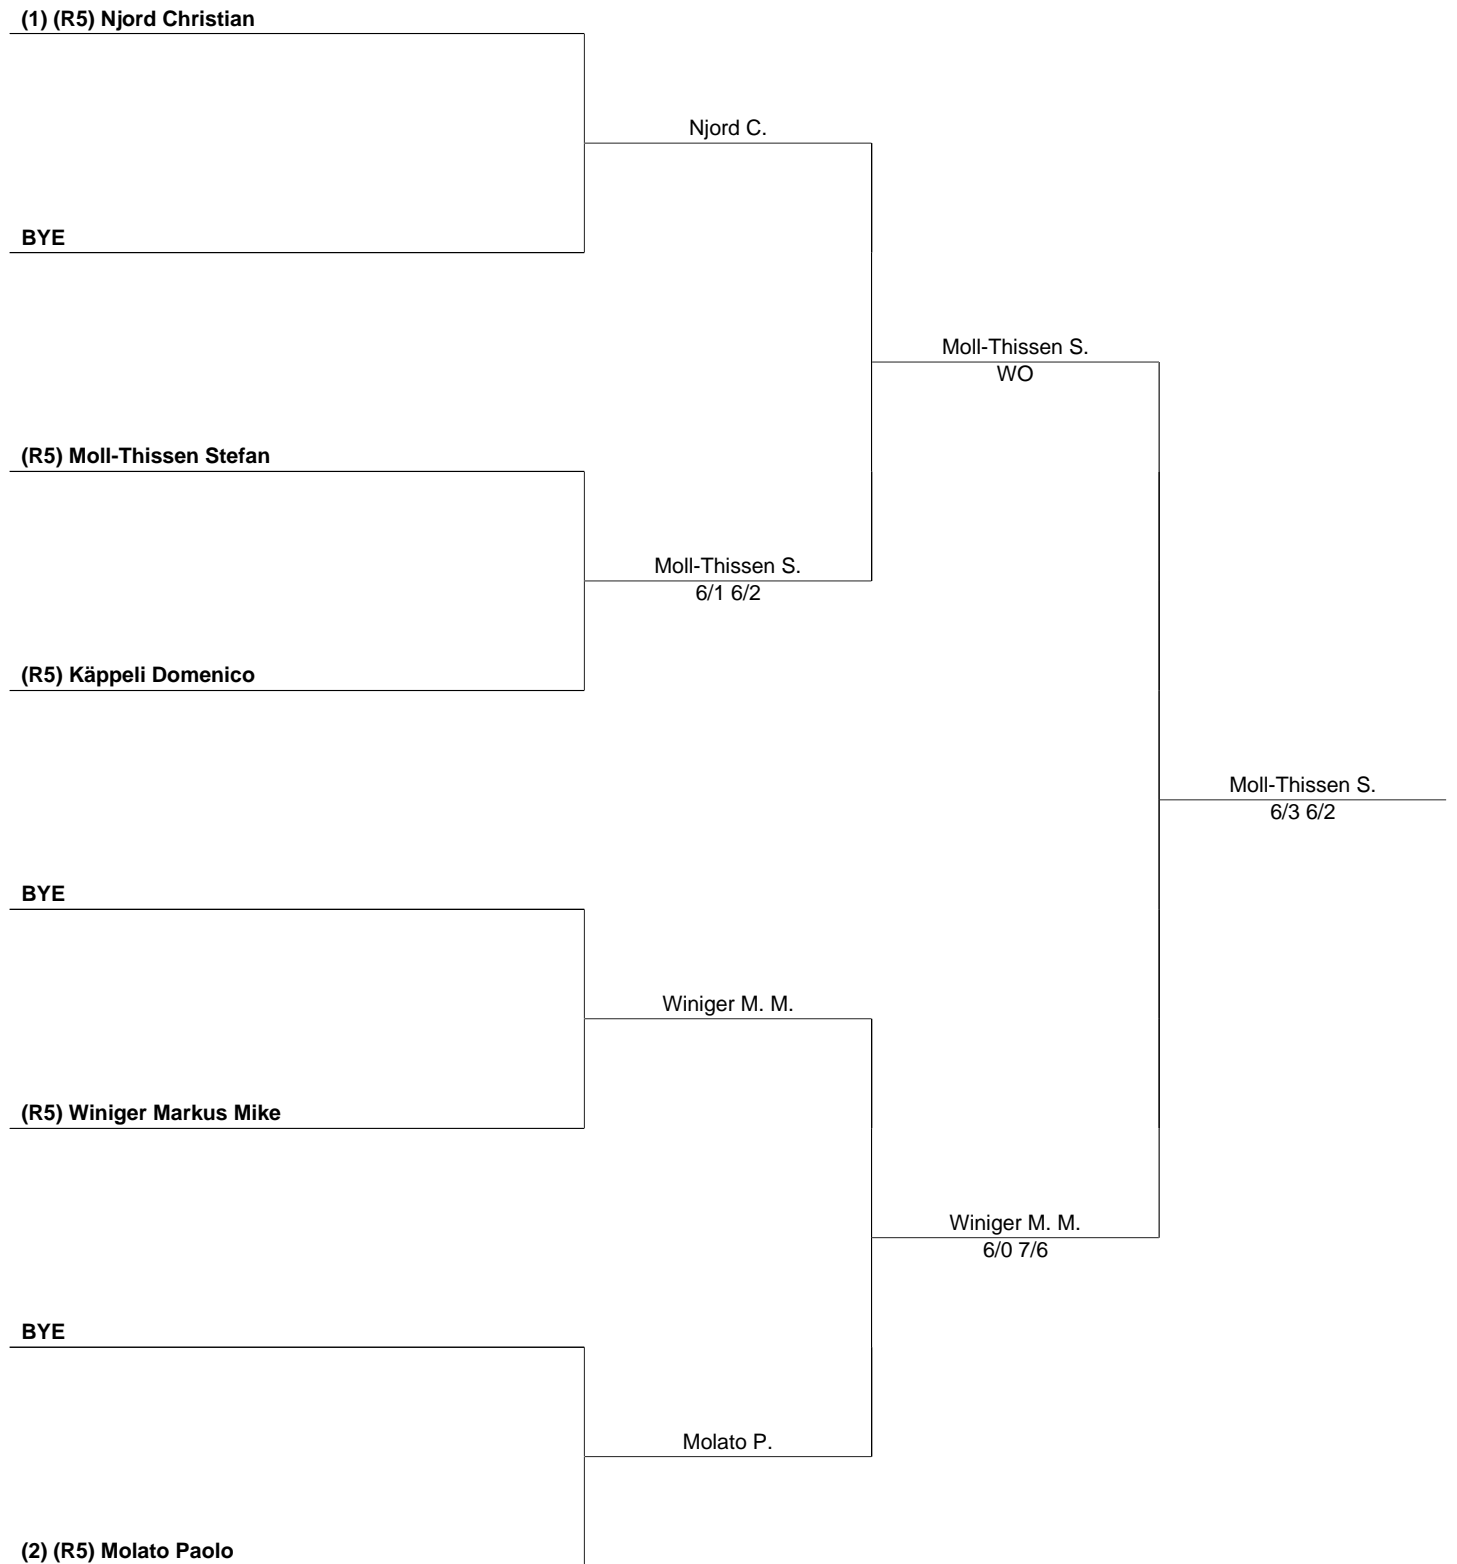 (1) (R5) Njord Christian
Njord C.
BYE
Moll-Thissen S.
WO
(R5) Moll-Thissen Stefan
Moll-Thissen S.
6/1 6/2
(R5) Käppeli Domenico
Moll-Thissen S.
6/3 6/2
BYE
Winiger M. M.
(R5) Winiger Markus Mike
Winiger M. M.
6/0 7/6
BYE
Molato P.
(2) (R5) Molato Paolo